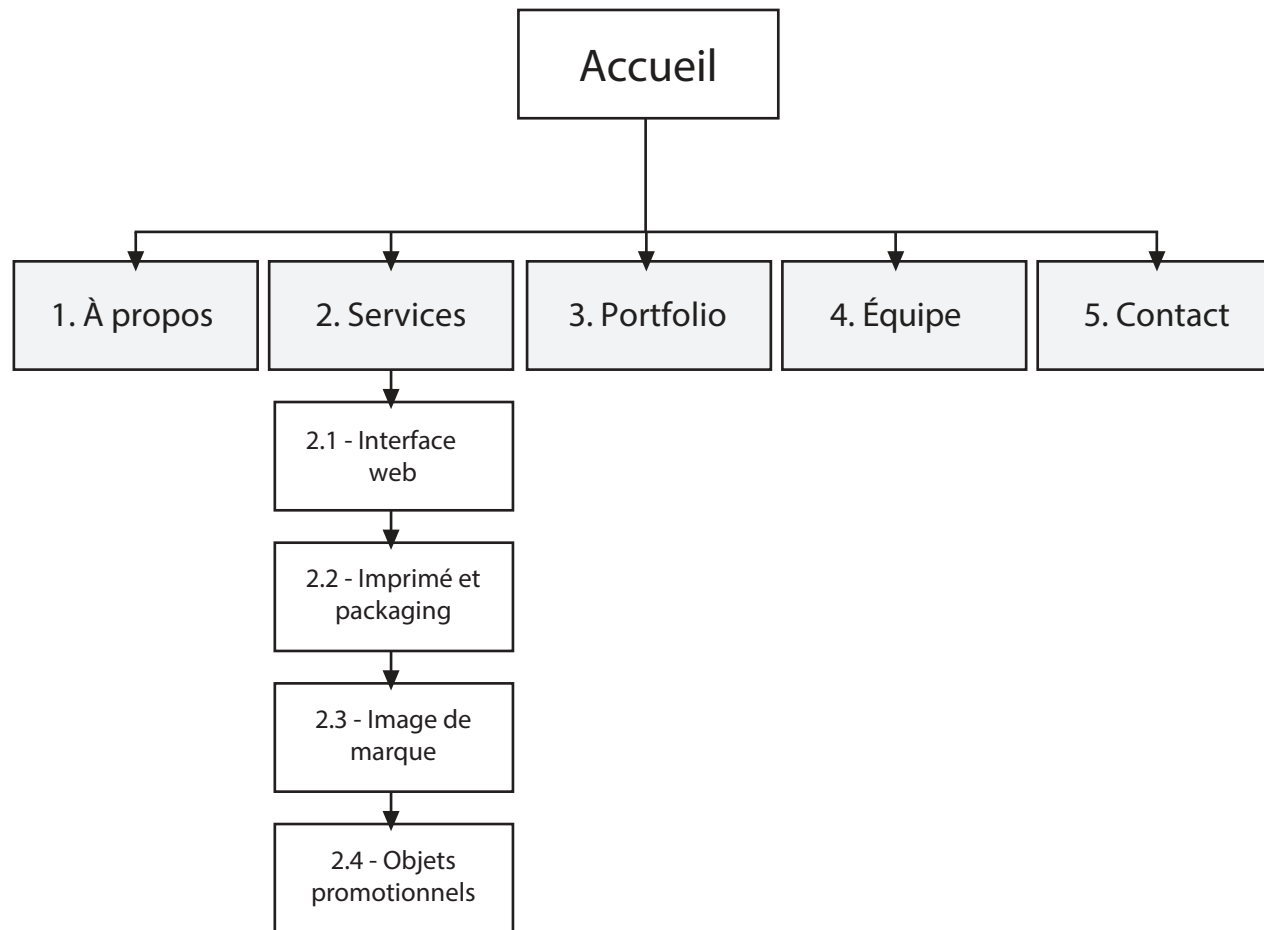 Accueil
1. À propos
2. Services
3. Portfolio
4. Équipe
5. Contact
2.1 - Interface
web
2.2 - Imprimé et
packaging
2.3 - Image de
marque
2.4 - Objets
promotionnels